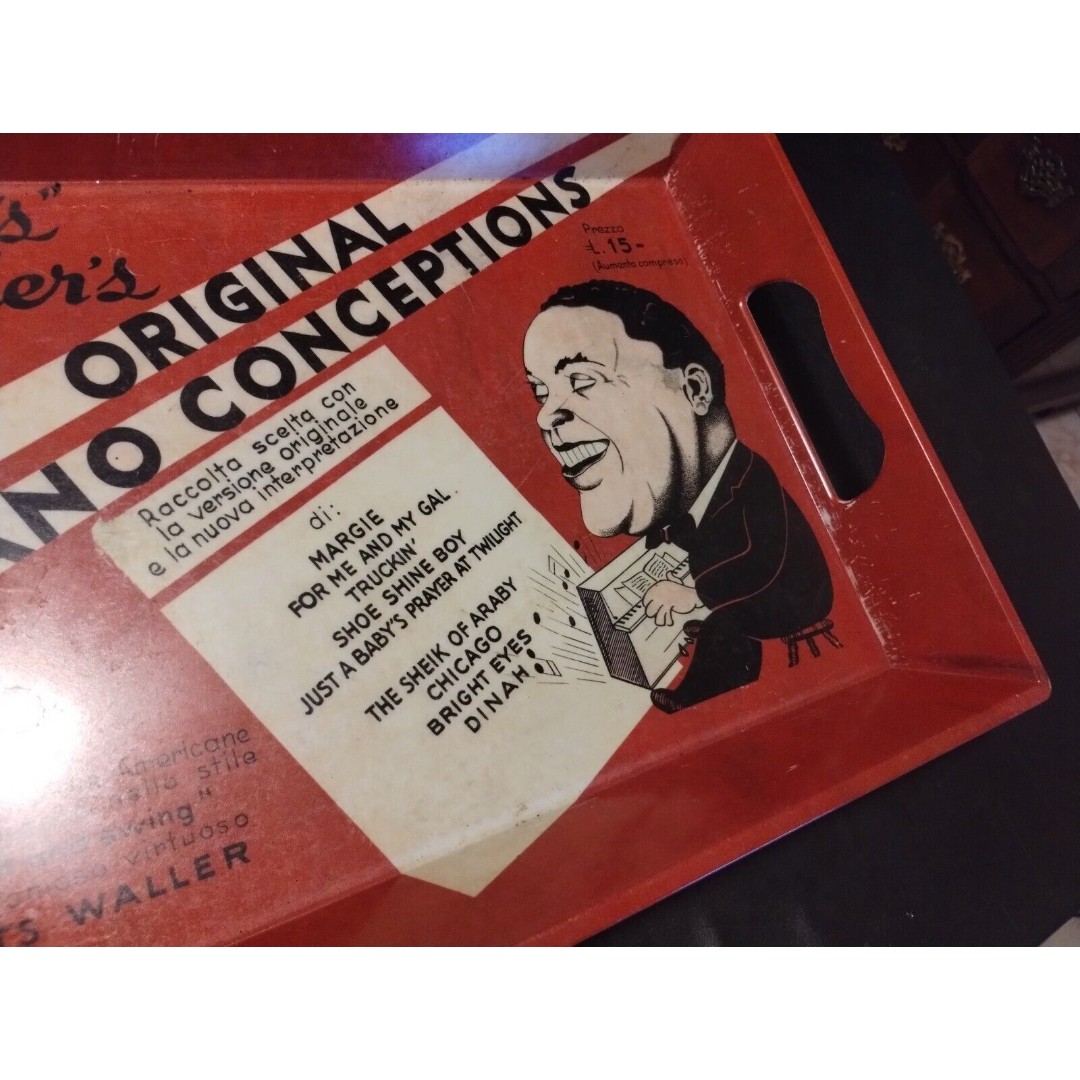 ORIGINAL
CONCEPTIONS
Prezzo
£. 15-
(Aumento compreso)
Raccolta scelta con
la versione originale
e la nuova interpretazione
di:
MARGIE
FOR ME AND MY GAL
TRUCKIN'
SHOE SHINE BOY
JUST A BABY'S PRAYER AT TWILIGHT
THE SHEIK OF ARABY
CHICAGO
BRIGHT EYES
DINAH
Americane
nello stile
swing"
virtuoso
WALLER